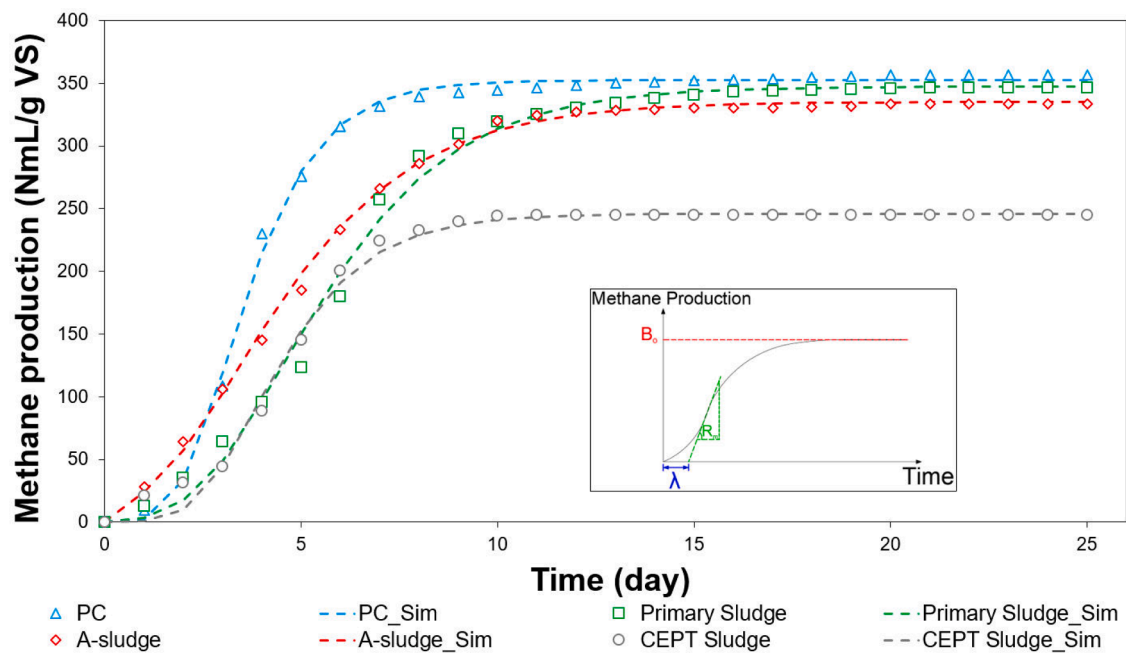 Methane production (NmL/g VS)
400
350
300
250
200
150
100
50
0
Methane Production
B₀
R
λ
Time
0
5
10
15
20
25
Time (day)
PC
PC_Sim
Primary Sludge
Primary Sludge_Sim
A-sludge
A-sludge_Sim
CEPT Sludge
CEPT Sludge_Sim